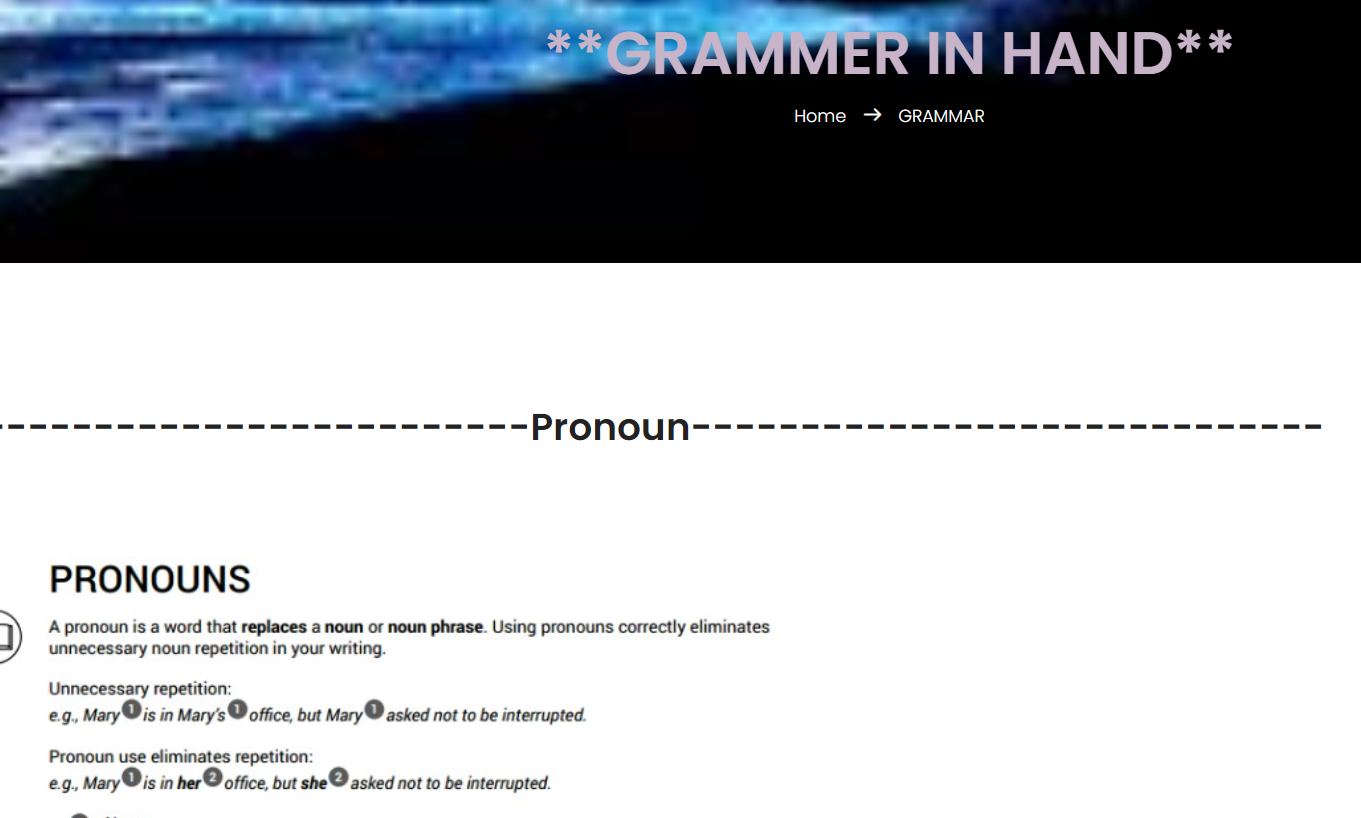 **GRAMMER IN HAND**
Home → GRAMMAR
-----------------------------Pronoun-----------------------------
PRONOUNS
A pronoun is a word that replaces a noun or noun phrase. Using pronouns correctly eliminates
unnecessary noun repetition in your writing.
Unnecessary repetition:
e.g., Mary 1 is in Mary's 1 office, but Mary 1 asked not to be interrupted.
Pronoun use eliminates repetition:
e.g., Mary 1 is in her 2 office, but she 2 asked not to be interrupted.